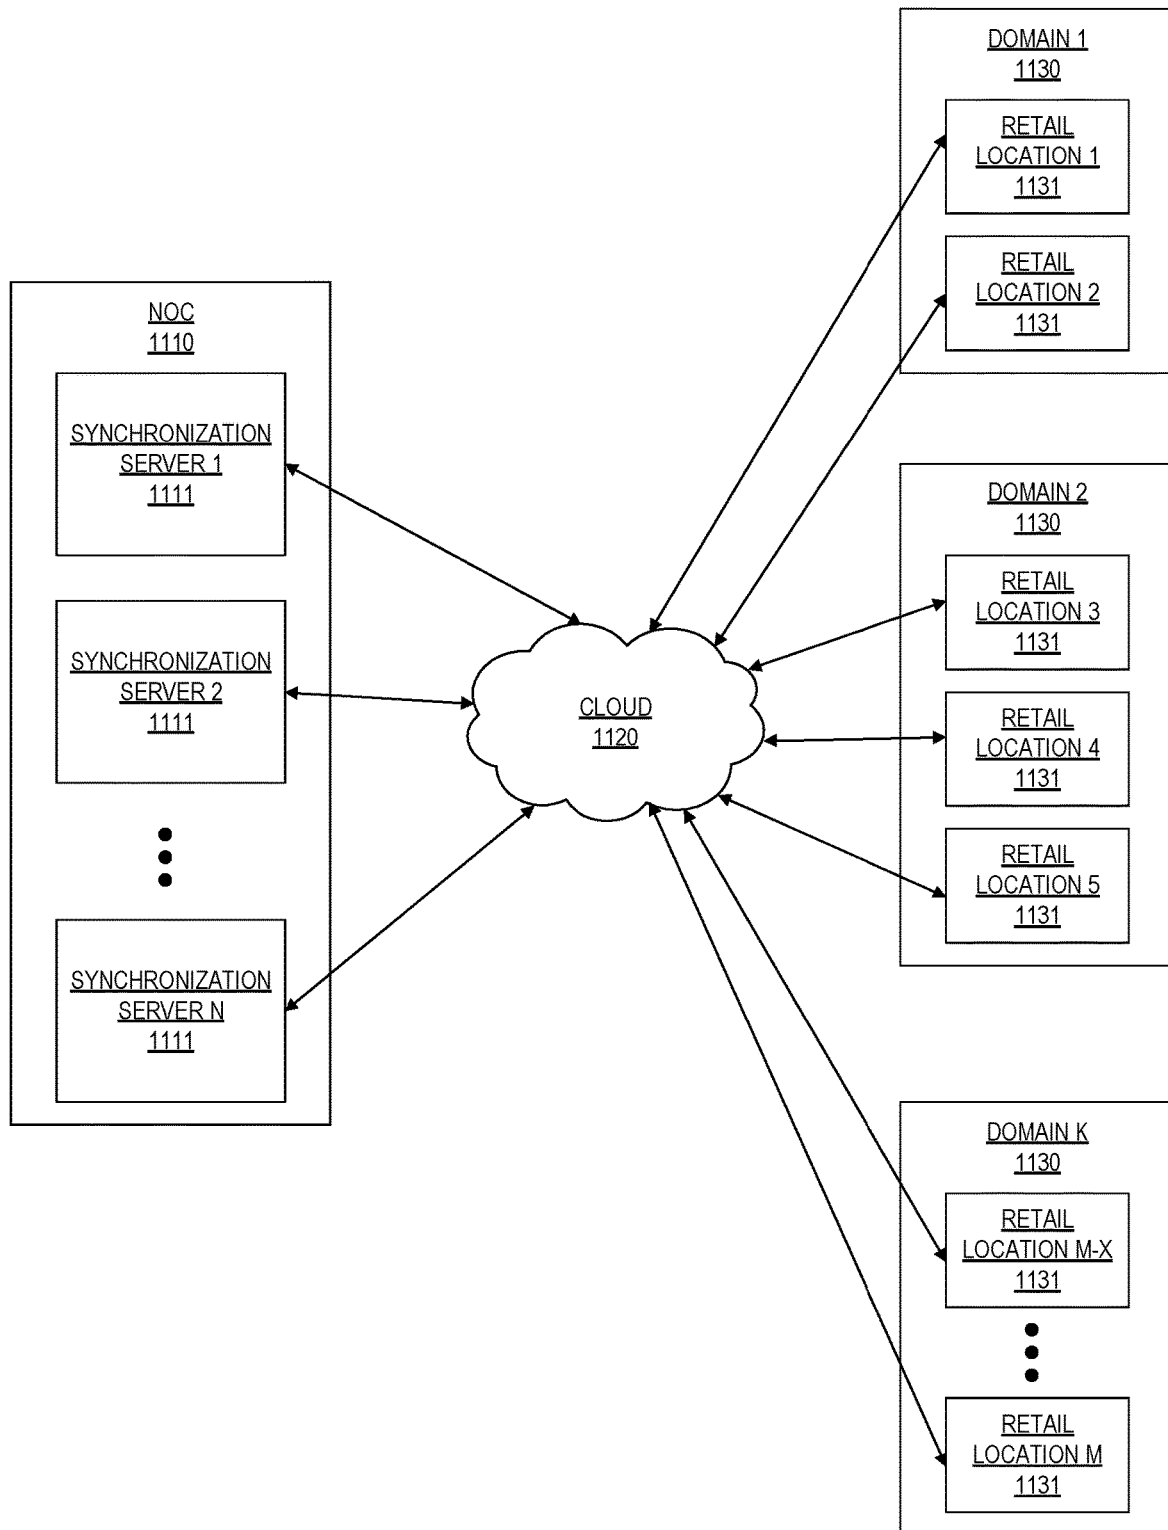 NOC
1110
SYNCHRONIZATION
SERVER 1
1111
SYNCHRONIZATION
SERVER 2
1111
SYNCHRONIZATION
SERVER N
1111
CLOUD
1120
DOMAIN 1
1130
RETAIL
LOCATION 1
1131
RETAIL
LOCATION 2
1131
DOMAIN 2
1130
RETAIL
LOCATION 3
1131
RETAIL
LOCATION 4
1131
RETAIL
LOCATION 5
1131
DOMAIN K
1130
RETAIL
LOCATION M-X
1131
RETAIL
LOCATION M
1131